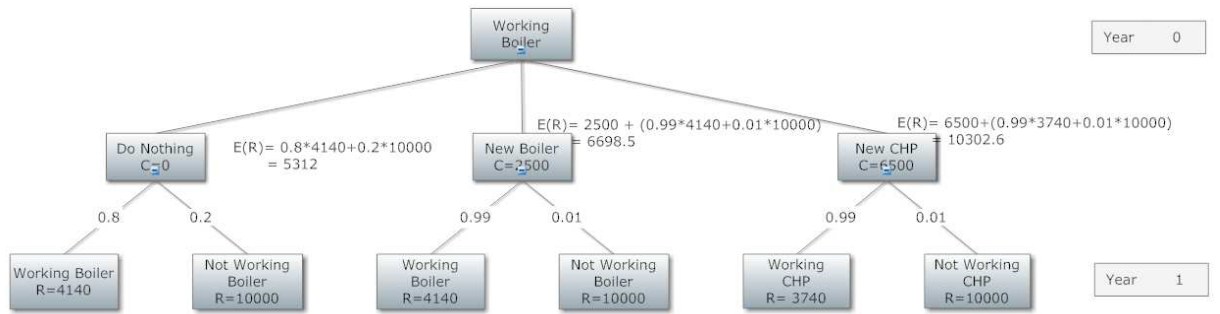 Working
Boiler
Year 0
Do Nothing
C=0
E(R)= 0.8*4140+0.2*10000
= 5312
New Boiler
C=2500
E(R)= 2500 + (0.99*4140+0.01*10000)
= 6698.5
New CHP
C=6500
E(R)= 6500+(0.99*3740+0.01*10000)
= 10302.6
0.8
0.2
0.99
0.01
0.99
0.01
Working Boiler
R=4140
Not Working
Boiler
R=10000
Working
Boiler
R=4140
Not Working
Boiler
R=10000
Working
CHP
R= 3740
Not Working
CHP
R=10000
Year 1